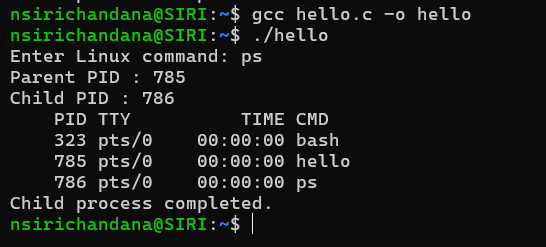 nsirichandana@SIRI:~$ gcc hello.c -o hello
nsirichandana@SIRI:~$ ./hello
Enter Linux command: ps
Parent PID : 785
Child PID : 786
    PID TTY          TIME CMD
    323 pts/0    00:00:00 bash
    785 pts/0    00:00:00 hello
    786 pts/0    00:00:00 ps
Child process completed.
nsirichandana@SIRI:~$